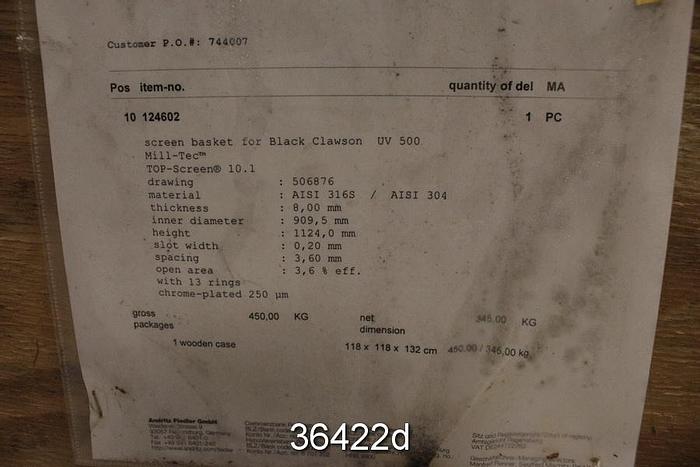 Customer P.O.#: 744007
Pos item-no. quantity of del MA
10 124602 1 PC
screen basket for Black Clawson UV 500
Mill-Tec™
TOP-Screen® 10.1
drawing : 506876
material : AISI 316S / AISI 304
thickness : 8,00 mm
inner diameter : 909,5 mm
height : 1124,0 mm
slot width : 0,20 mm
spacing : 3,60 mm
open area : 3,6 % eff.
with 13 rings
chrome-plated 250 µm
gross 450,00 KG net 345,00 KG
packages dimension
1 wooden case 118 x 118 x 132 cm 450.00 / 345,00 kg
Andritz Fiedler GmbH
36422d